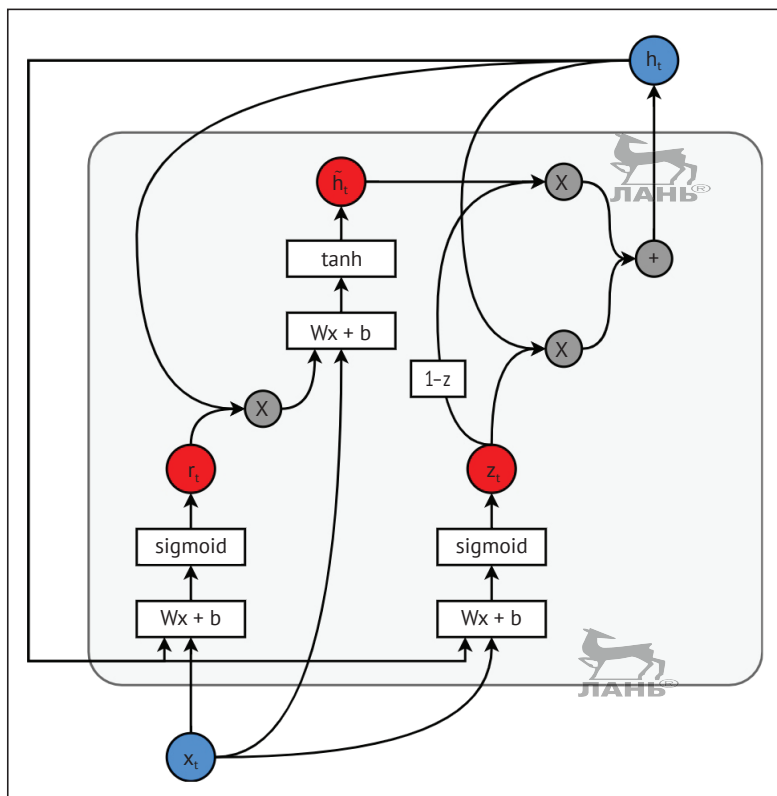 hₜ
ЛАНЬ®
h̃ₜ
X
tanh
+
Wx + b
X
1–z
X
rₜ
zₜ
sigmoid
sigmoid
Wx + b
Wx + b
ЛАНЬ®
xₜ